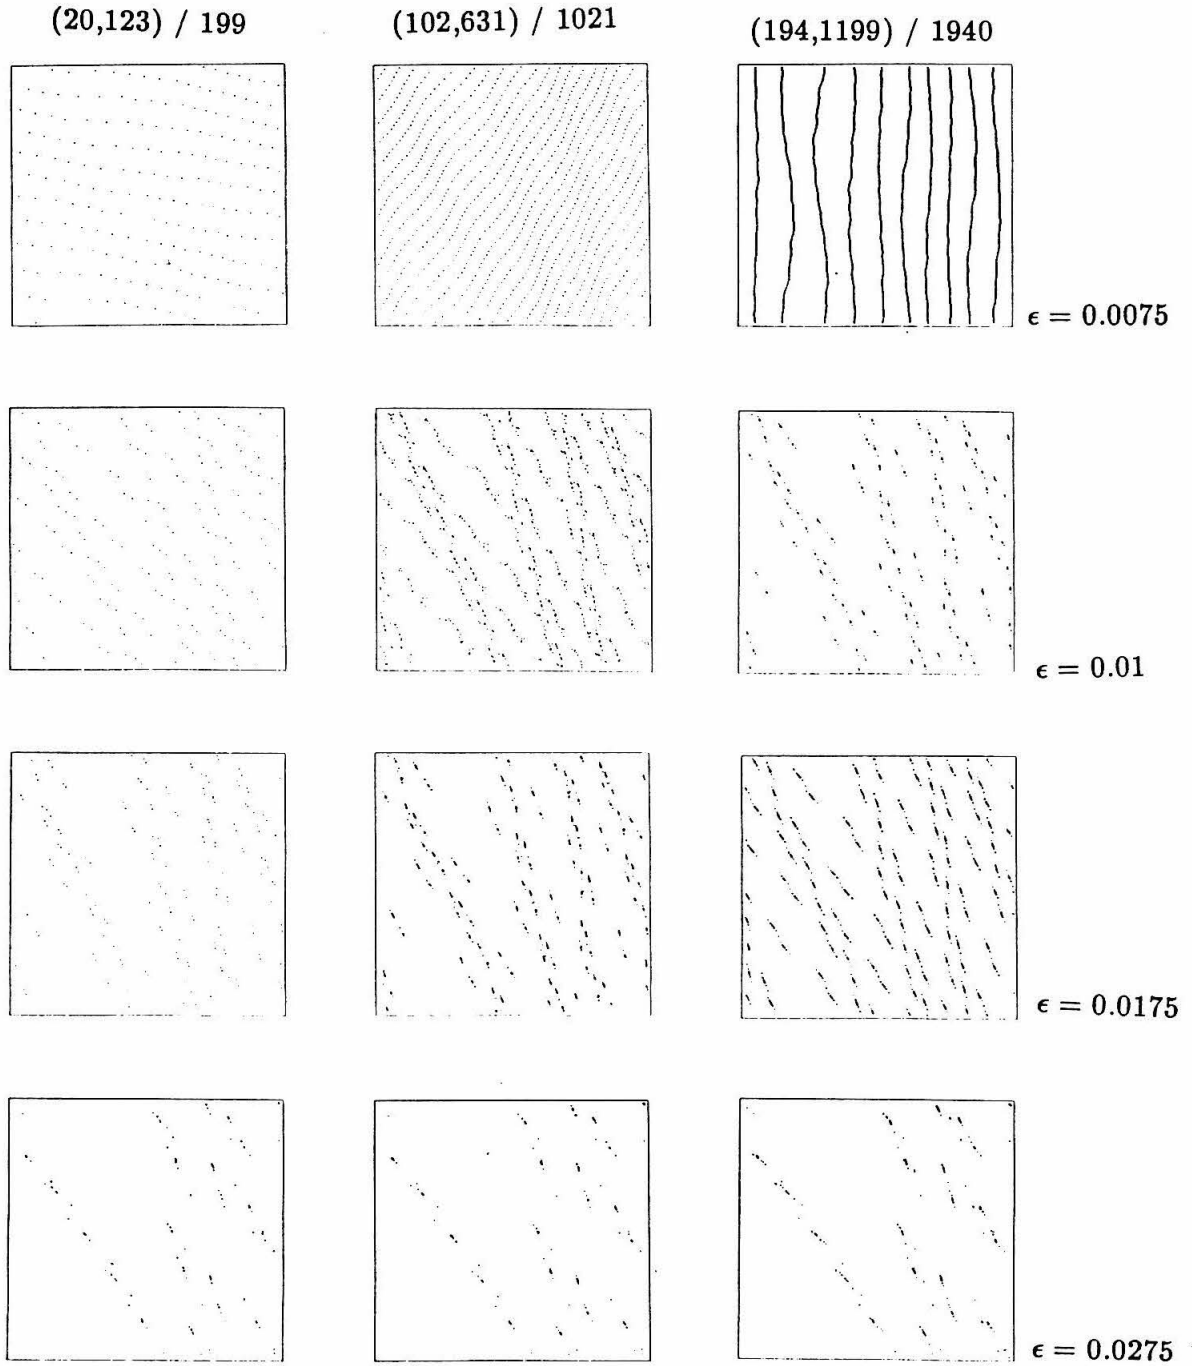 (20,123) / 199
(102,631) / 1021
(194,1199) / 1940
ϵ = 0.0075
ϵ = 0.01
ϵ = 0.0175
ϵ = 0.0275